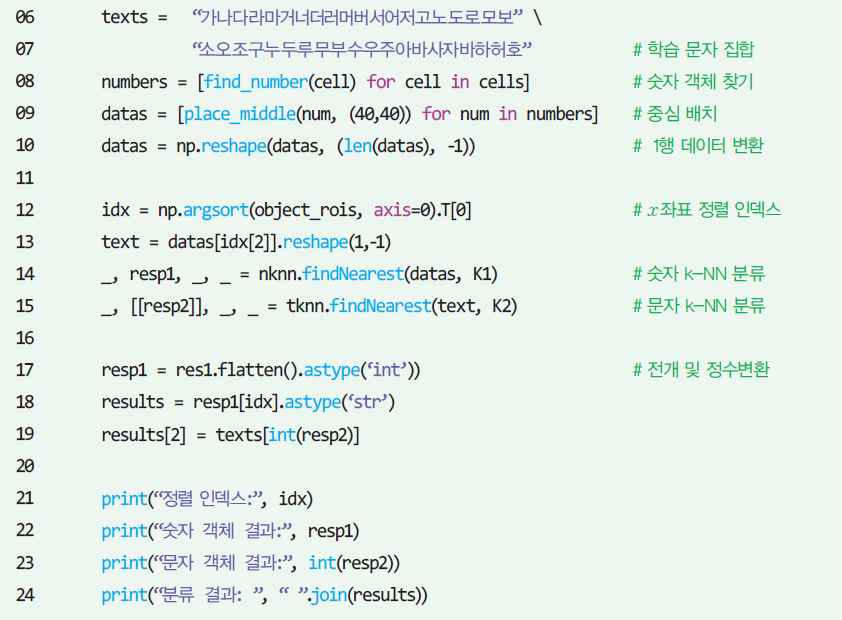 06 texts = “가나다라마거너더러머버서어저고노도로모보” \
07 “소오조구누두루무부수우주아바사자바하허호” # 학습 문자 집합
08 numbers = [find_number(cell) for cell in cells] # 숫자 객체 찾기
09 datas = [place_middle(num, (40,40)) for num in numbers] # 중심 배치
10 datas = np.reshape(datas, (len(datas), -1)) # 1행 데이터 변환
11
12 idx = np.argsort(object_rois, axis=0).T[0] # x좌표 정렬 인덱스
13 text = datas[idx[2]].reshape(1,-1)
14 _, resp1, _, _ = nknn.findNearest(datas, K1) # 숫자 k-NN 분류
15 _, [[resp2]], _, _ = tknn.findNearest(text, K2) # 문자 k-NN 분류
16
17 resp1 = res1.flatten().astype(‘int’)) # 전개 및 정수변환
18 results = resp1[idx].astype(‘str’)
19 results[2] = texts[int(resp2)]
20
21 print(“정렬 인덱스:”, idx)
22 print(“숫자 객체 결과:”, resp1)
23 print(“문자 객체 결과:”, int(resp2))
24 print(“분류 결과: ”, “ ”.join(results))